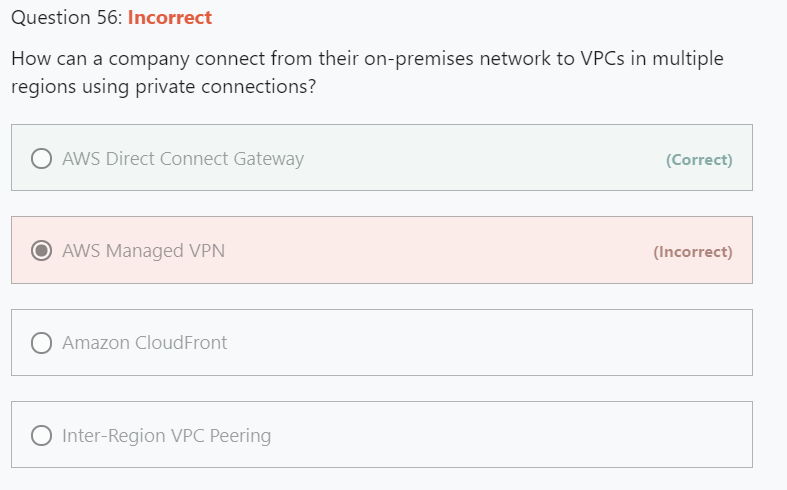 Question 56: Incorrect
How can a company connect from their on-premises network to VPCs in multiple
regions using private connections?
AWS Direct Connect Gateway (Correct)
AWS Managed VPN (Incorrect)
Amazon CloudFront
Inter-Region VPC Peering